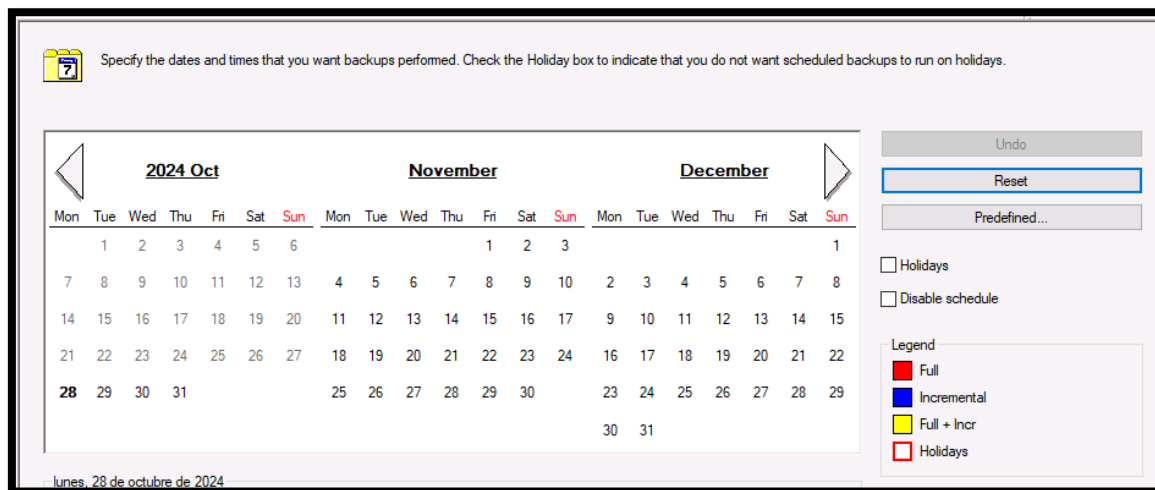 Specify the dates and times that you want backups performed. Check the Holiday box to indicate that you do not want scheduled backups to run on holidays.
7
2024 Oct November December
Mon Tue Wed Thu Fri Sat Sun Mon Tue Wed Thu Fri Sat Sun Mon Tue Wed Thu Fri Sat Sun
1 2 3 4 5 6 1 2 3 1
7 8 9 10 11 12 13 4 5 6 7 8 9 10 2 3 4 5 6 7 8
14 15 16 17 18 19 20 11 12 13 14 15 16 17 9 10 11 12 13 14 15
21 22 23 24 25 26 27 18 19 20 21 22 23 24 16 17 18 19 20 21 22
28 29 30 31 25 26 27 28 29 30 23 24 25 26 27 28 29
30 31
Undo
Reset
Predefined...
Holidays
Disable schedule
Legend
Full
Incremental
Full + Incr
Holidays
lunes, 28 de octubre de 2024